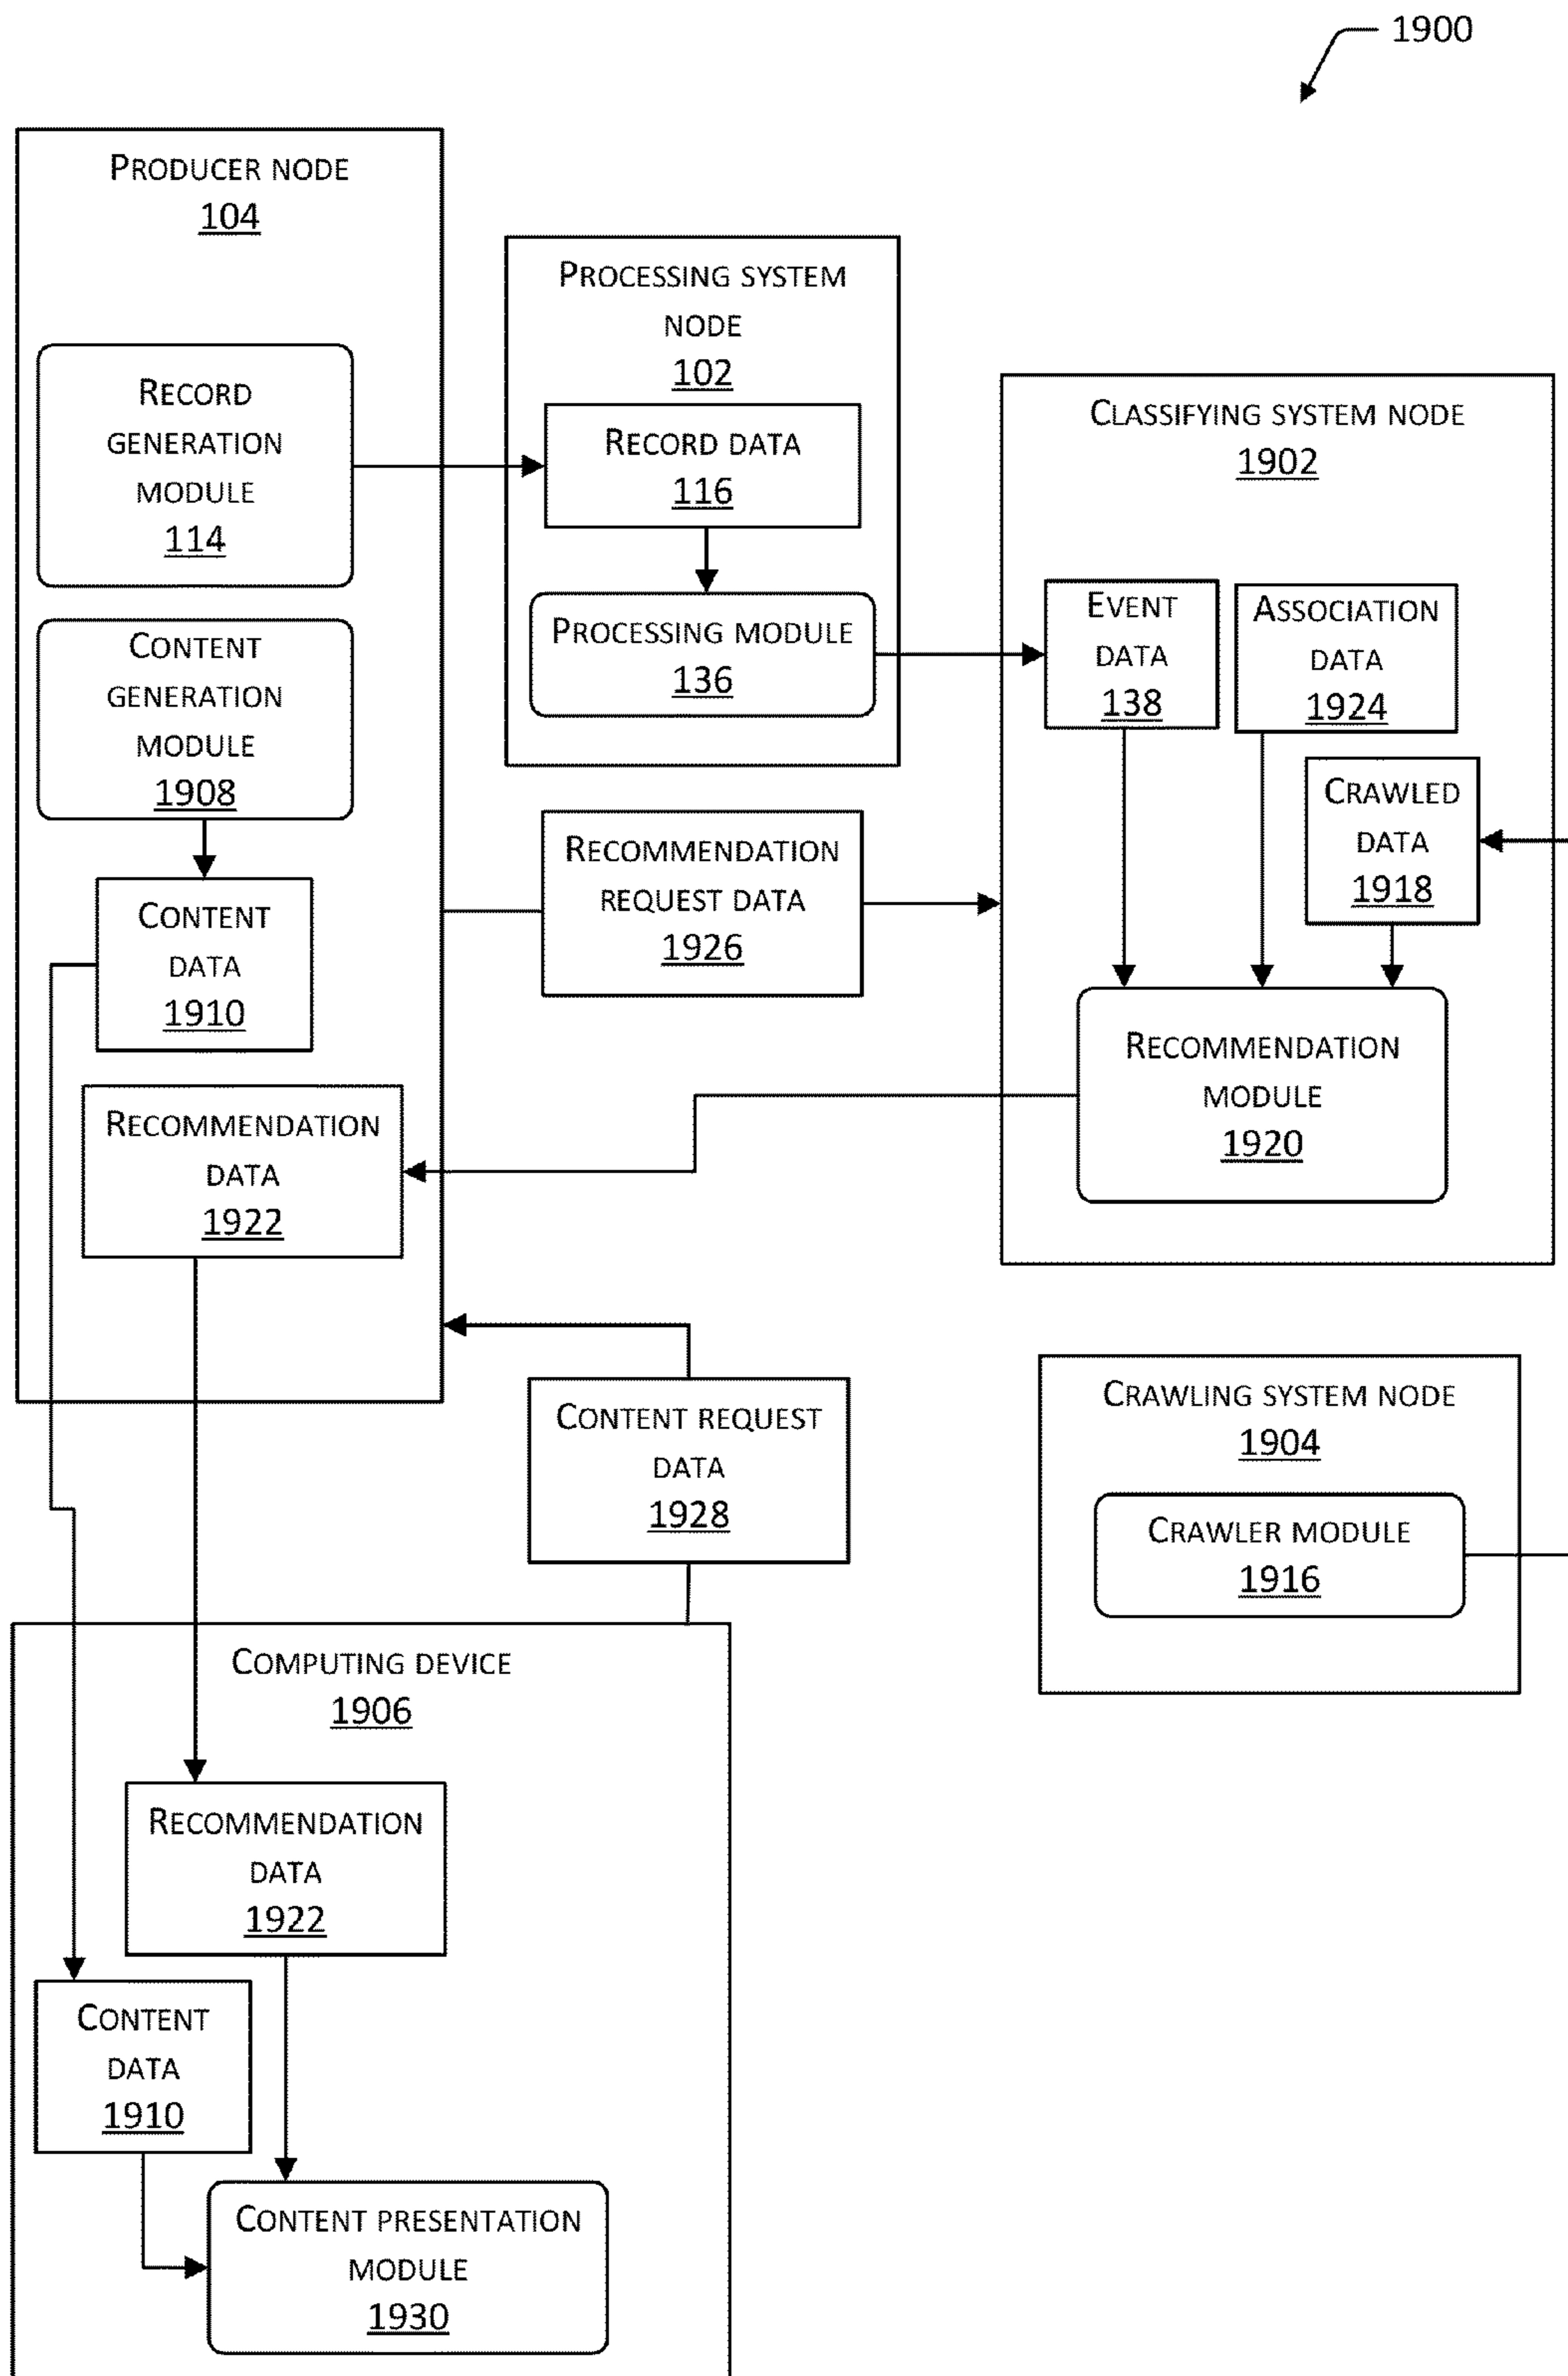 1900
PRODUCER NODE
104
RECORD
GENERATION
MODULE
114
CONTENT
GENERATION
MODULE
1908
CONTENT
DATA
1910
RECOMMENDATION
DATA
1922
PROCESSING SYSTEM
NODE
102
RECORD DATA
116
PROCESSING MODULE
136
RECOMMENDATION
REQUEST DATA
1926
CLASSIFYING SYSTEM NODE
1902
EVENT
DATA
138
ASSOCIATION
DATA
1924
CRAWLED
DATA
1918
RECOMMENDATION
MODULE
1920
CONTENT REQUEST
DATA
1928
CRAWLING SYSTEM NODE
1904
CRAWLER MODULE
1916
COMPUTING DEVICE
1906
RECOMMENDATION
DATA
1922
CONTENT
DATA
1910
CONTENT PRESENTATION
MODULE
1930